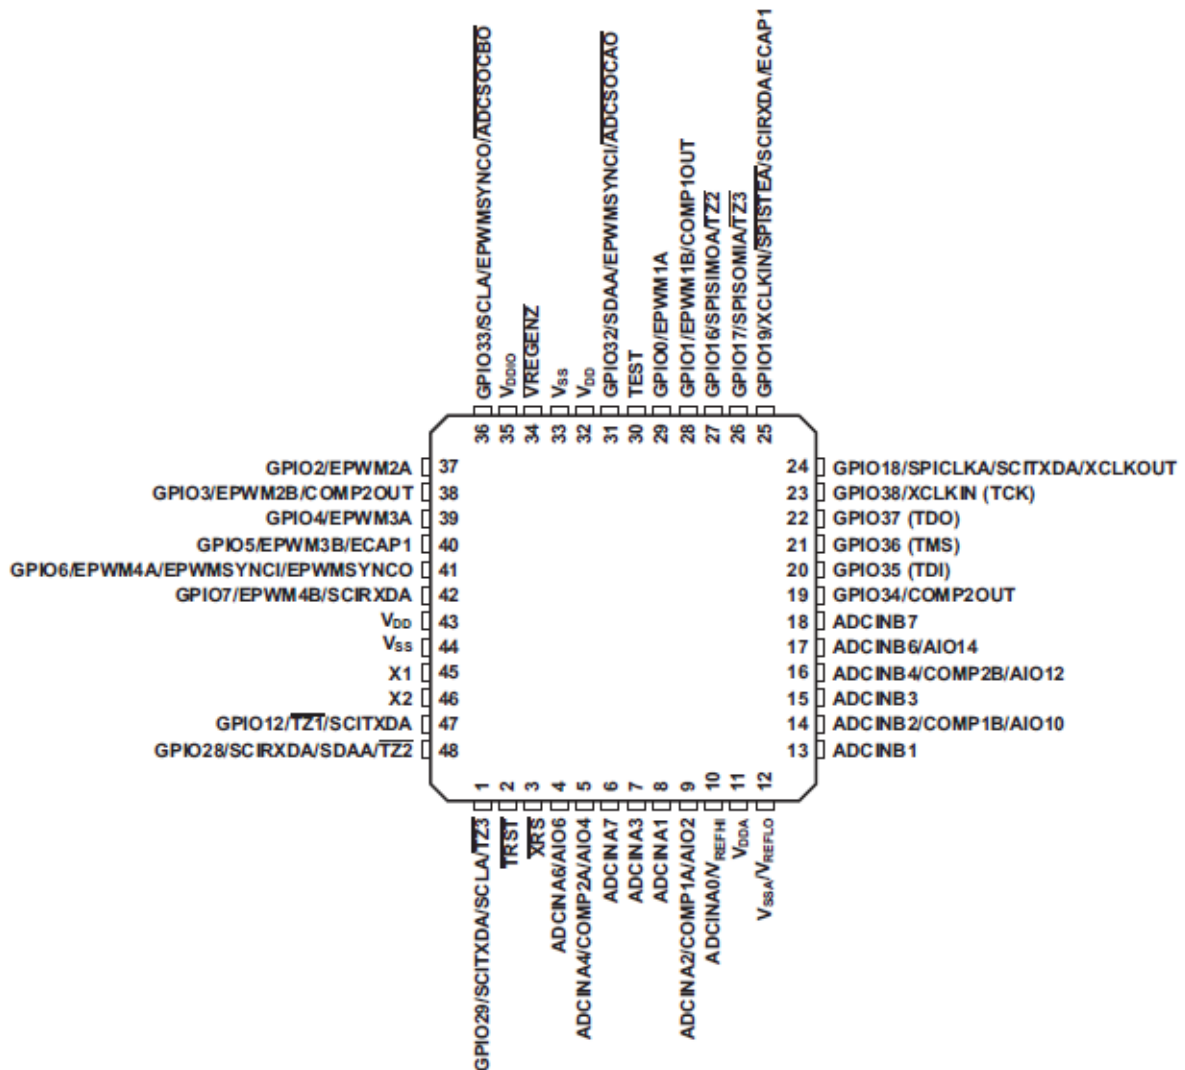 GPIO33/SCLA/EPWMSYNCO/ADCSOCBO
VDDIO
VREGENZ
VSS
VDD
GPIO32/SDAA/EPWMSYNCI/ADCSOCAO
TEST
GPIO0/EPWM1A
GPIO1/EPWM1B/COMP1OUT
GPIO16/SPISIMOA/TZ2
GPIO17/SPISOMIA/TZ3
GPIO19/XCLKIN/SPISTEA/SCIRXDA/ECAP1
36 35 34 33 32 31 30 29 28 27 26 25
GPIO2/EPWM2A 37
GPIO3/EPWM2B/COMP2OUT 38
GPIO4/EPWM3A 39
GPIO5/EPWM3B/ECAP1 40
GPIO6/EPWM4A/EPWMSYNCI/EPWMSYNCO 41
GPIO7/EPWM4B/SCIRXDA 42
VDD 43
VSS 44
X1 45
X2 46
GPIO12/TZ1/SCITXDA 47
GPIO28/SCIRXDA/SDAA/TZ2 48
24 GPIO18/SPICLKA/SCITXDA/XCLKOUT
23 GPIO38/XCLKIN (TCK)
22 GPIO37 (TDO)
21 GPIO36 (TMS)
20 GPIO35 (TDI)
19 GPIO34/COMP2OUT
18 ADCINB7
17 ADCINB6/AIO14
16 ADCINB4/COMP2B/AIO12
15 ADCINB3
14 ADCINB2/COMP1B/AIO10
13 ADCINB1
1 2 3 4 5 6 7 8 9 10 11 12
GPIO29/SCITXDA/SCLA/TZ3
TRST
XRS
ADCINA6/AIO6
ADCINA4/COMP2A/AIO4
ADCINA7
ADCINA3
ADCINA1
ADCINA2/COMP1A/AIO2
ADCINA0/VREFHI
VDDA
VSSA/VREFLO